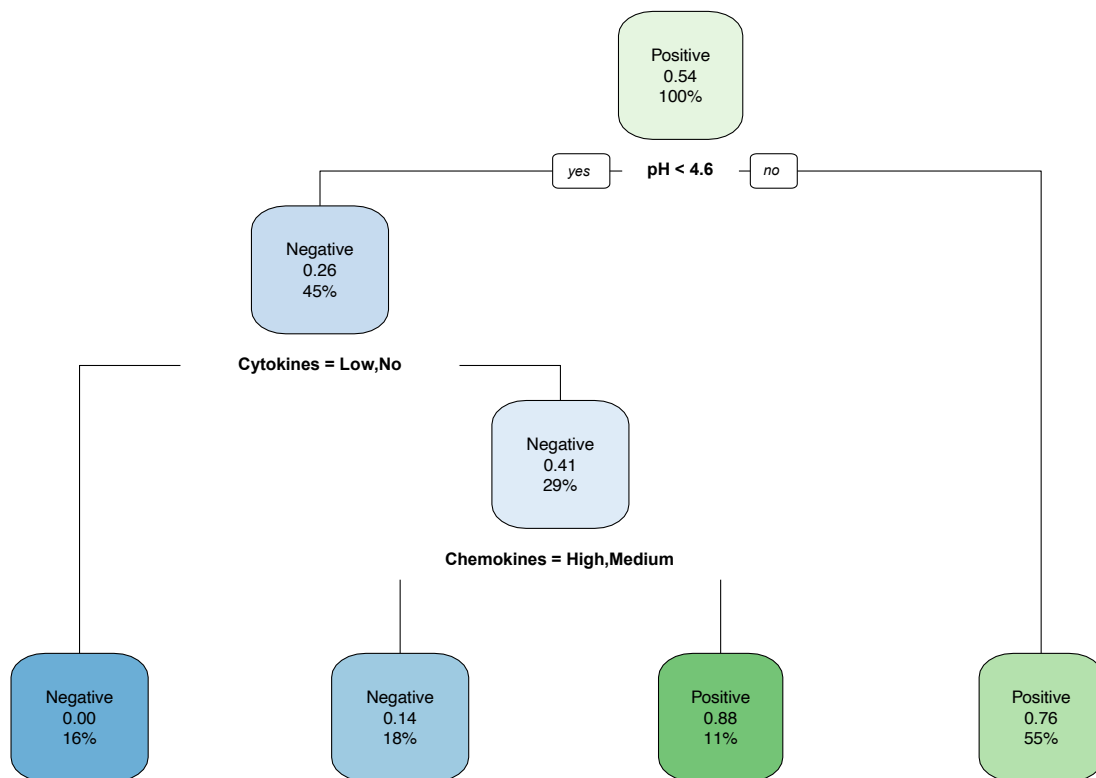 Positive
0.54
100%
yes
pH < 4.6
no
Negative
0.26
45%
Cytokines = Low,No
Negative
0.41
29%
Chemokines = High,Medium
Negative
0.00
16%
Negative
0.14
18%
Positive
0.88
11%
Positive
0.76
55%